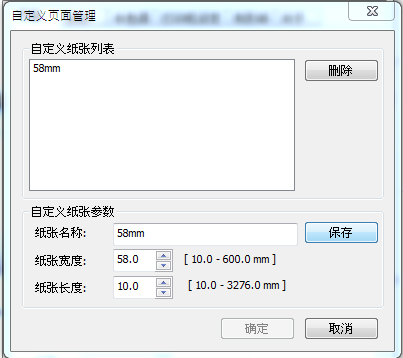 自定义页面管理
自定义纸张列表
58mm
删除
自定义纸张参数
纸张名称: 58mm 保存
纸张宽度: 58.0 [ 10.0 - 600.0 mm ]
纸张长度: 10.0 [ 10.0 - 3276.0 mm ]
确定 取消